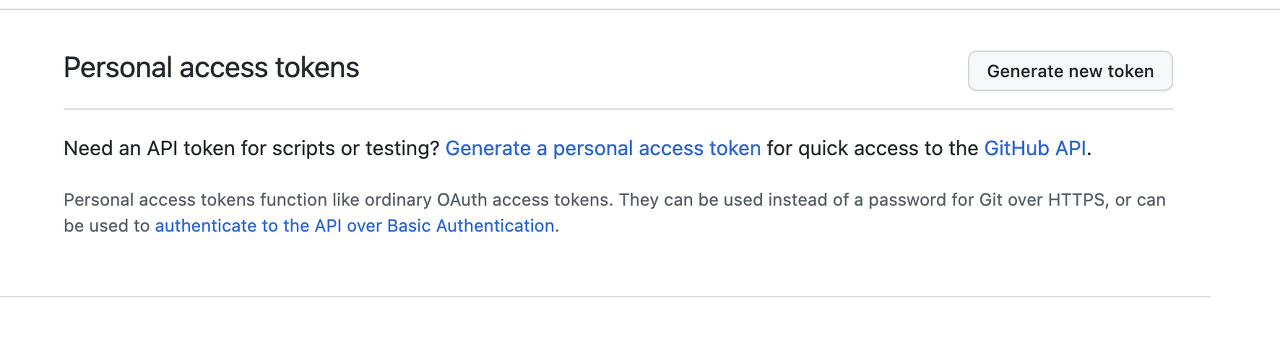 Personal access tokens
Generate new token
Need an API token for scripts or testing? Generate a personal access token for quick access to the GitHub API.
Personal access tokens function like ordinary OAuth access tokens. They can be used instead of a password for Git over HTTPS, or can
be used to authenticate to the API over Basic Authentication.